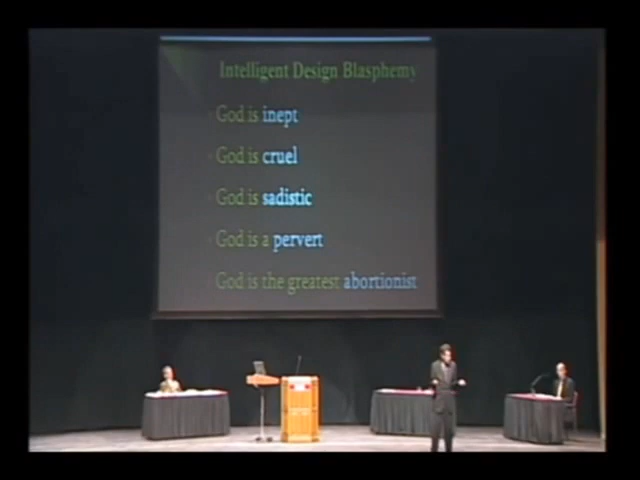 Intelligent Design Blasphemy
God is inept
God is cruel
God is sadistic
God is a pervert
God is the greatest abortionist